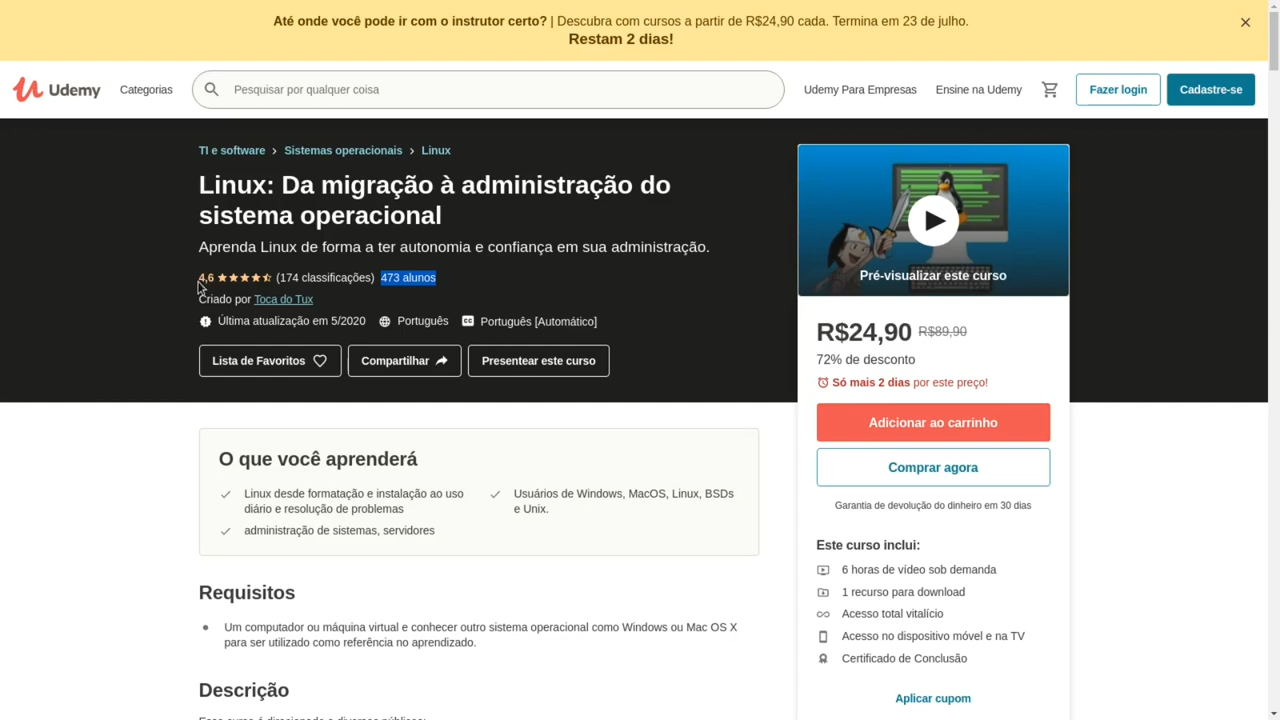 Até onde você pode ir com o instrutor certo? | Descubra com cursos a partir de R$24,90 cada. Termina em 23 de julho.
Restam 2 dias!
Udemy
Categorias
Pesquisar por qualquer coisa
Udemy Para Empresas
Ensine na Udemy
Fazer login
Cadastre-se
TI e software > Sistemas operacionais > Linux
Linux: Da migração à administração do
sistema operacional
Aprenda Linux de forma a ter autonomia e confiança em sua administração.
4,6 (174 classificações) 473 alunos
Criado por Toca do Tux
Última atualização em 5/2020 Português CC Português [Automático]
Lista de Favoritos
Compartilhar
Presentear este curso
Pré-visualizar este curso
R$24,90 R$89,90
72% de desconto
Só mais 2 dias por este preço!
Adicionar ao carrinho
Comprar agora
Garantia de devolução do dinheiro em 30 dias
Este curso inclui:
6 horas de vídeo sob demanda
1 recurso para download
Acesso total vitalício
Acesso no dispositivo móvel e na TV
Certificado de Conclusão
Aplicar cupom
O que você aprenderá
Linux desde formatação e instalação ao uso
diário e resolução de problemas
Usuários de Windows, MacOS, Linux, BSDs
e Unix.
administração de sistemas, servidores
Requisitos
Um computador ou máquina virtual e conhecer outro sistema operacional como Windows ou Mac OS X
para ser utilizado como referência no aprendizado.
Descrição
Esse curso é direcionado a diversos públicos: